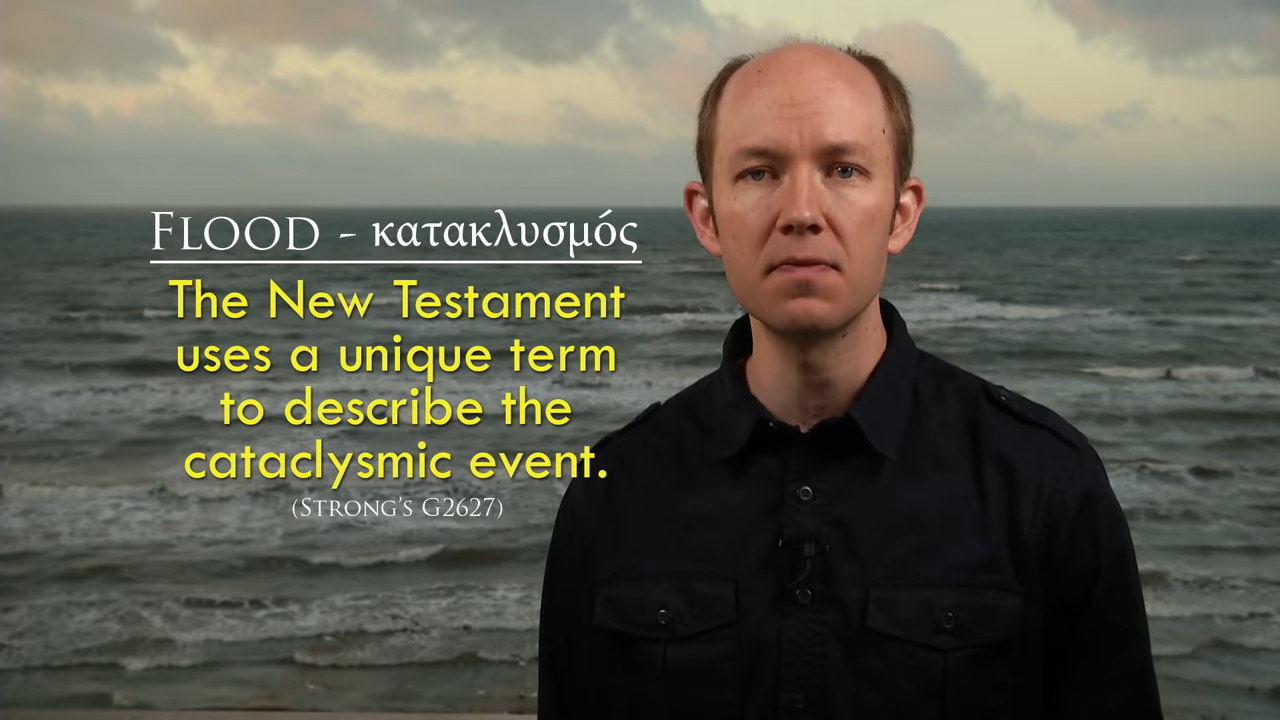 Flood - κατακλυσμός
The New Testament
uses a unique term
to describe the
cataclysmic event.
(Strong's G2627)